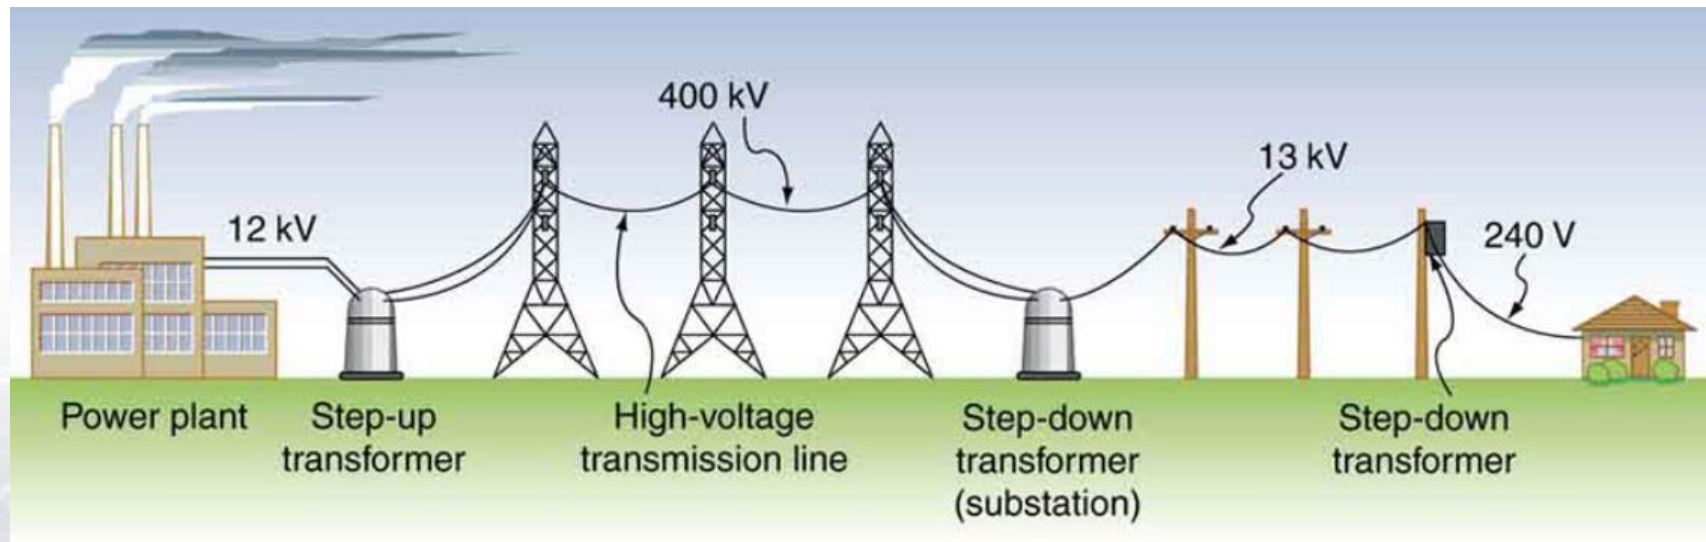 400 kV
13 kV
12 kV
240 V
Power plant
Step-up
transformer
High-voltage
transmission line
Step-down
transformer
(substation)
Step-down
transformer